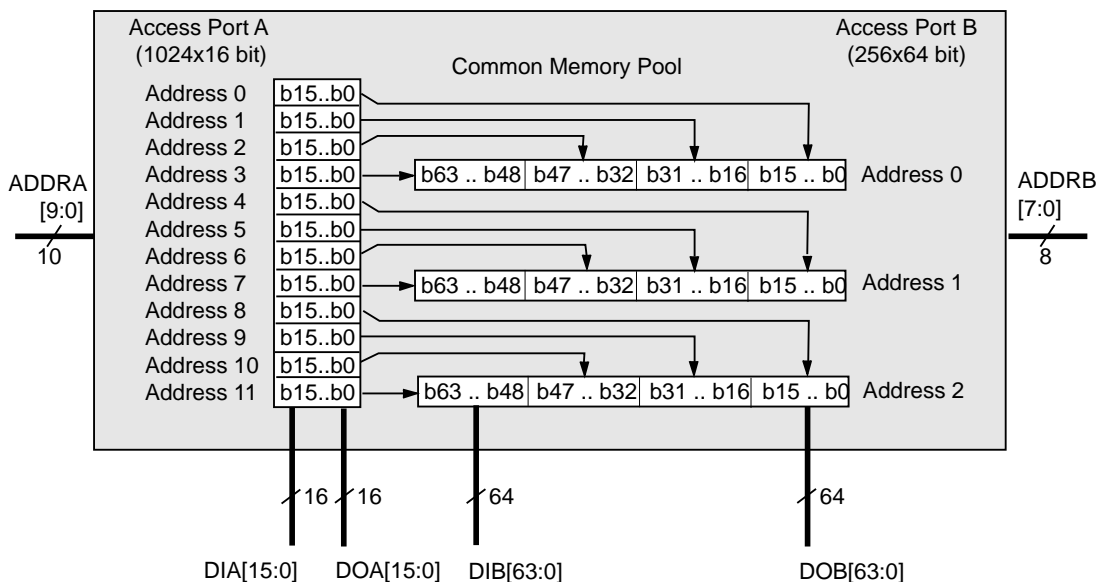 Access Port A
(1024x16 bit)
Access Port B
(256x64 bit)
Common Memory Pool
Address 0 b15..b0
Address 1 b15..b0
Address 2 b15..b0
Address 3 b15..b0 b63 .. b48 b47 .. b32 b31 .. b16 b15 .. b0 Address 0
Address 4 b15..b0
Address 5 b15..b0
Address 6 b15..b0
Address 7 b15..b0 b63 .. b48 b47 .. b32 b31 .. b16 b15 .. b0 Address 1
Address 8 b15..b0
Address 9 b15..b0
Address 10 b15..b0
Address 11 b15..b0 b63 .. b48 b47 .. b32 b31 .. b16 b15 .. b0 Address 2
ADDRA
[9:0]
10
ADDRB
[7:0]
8
16 16 64 64
DIA[15:0] DOA[15:0] DIB[63:0] DOB[63:0]